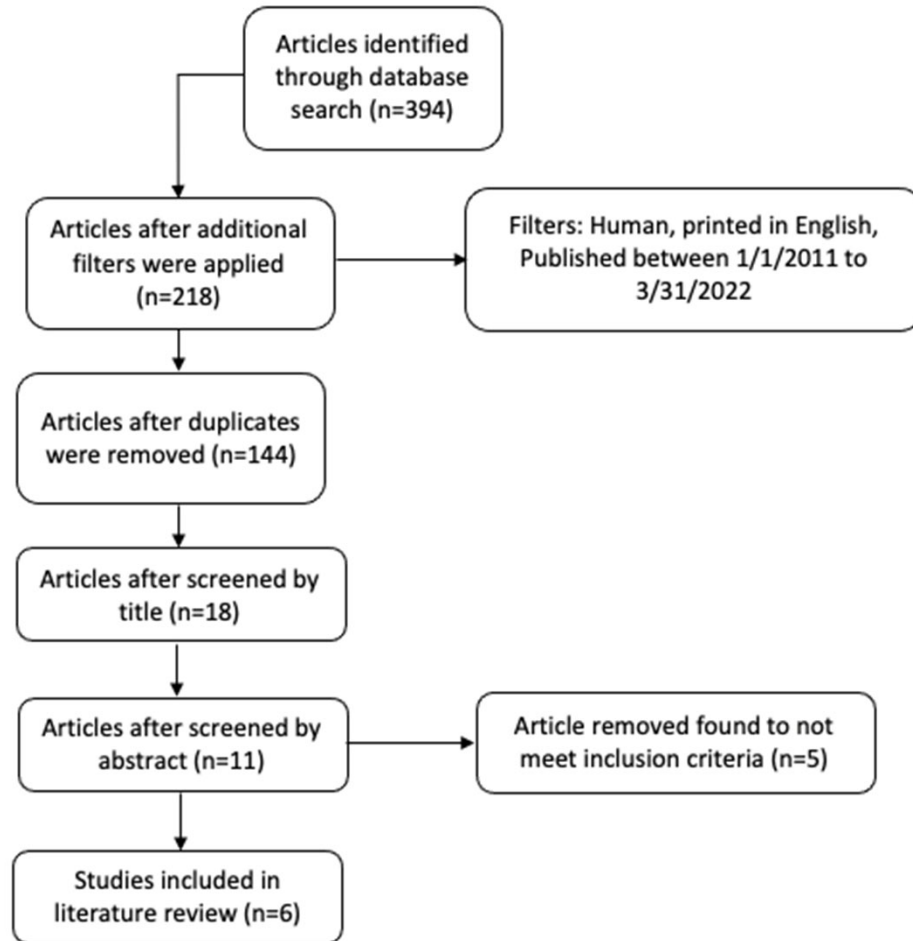 Articles identified
through database
search (n=394)
Articles after additional
filters were applied
(n=218)
Filters: Human, printed in English,
Published between 1/1/2011 to
3/31/2022
Articles after duplicates
were removed (n=144)
Articles after screened by
title (n=18)
Articles after screened by
abstract (n=11)
Article removed found to not
meet inclusion criteria (n=5)
Studies included in
literature review (n=6)